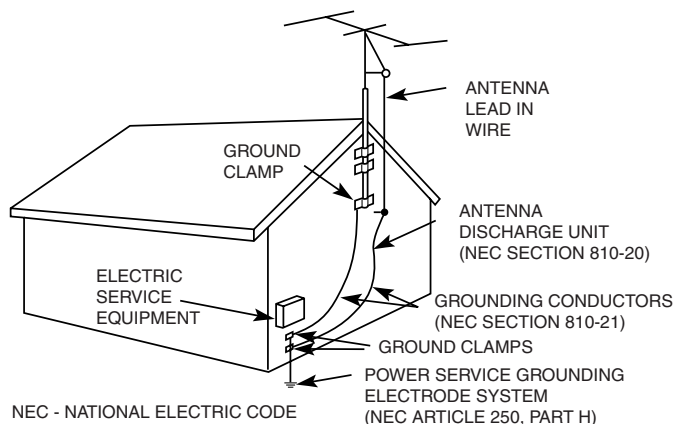 ANTENNA
LEAD IN
WIRE
GROUND
CLAMP
ANTENNA
DISCHARGE UNIT
(NEC SECTION 810-20)
ELECTRIC
SERVICE
EQUIPMENT
GROUNDING CONDUCTORS
(NEC SECTION 810-21)
GROUND CLAMPS
POWER SERVICE GROUNDING
ELECTRODE SYSTEM
(NEC ARTICLE 250, PART H)
NEC - NATIONAL ELECTRIC CODE